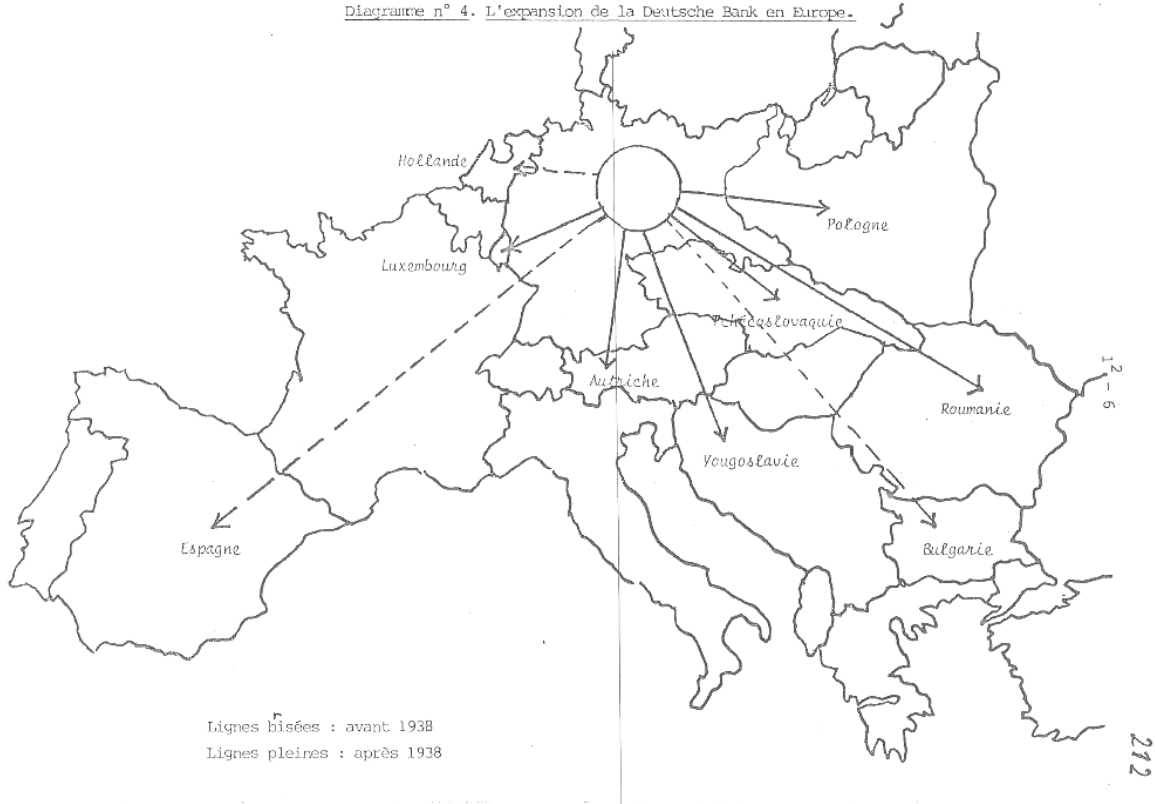 Diagramme n° 4. L'expansion de la Deutsche Bank en Europe.
Hollande
Pologne
Luxembourg
Tchécoslovaquie
Autriche
Roumanie
12-6
Yougoslavie
Espagne
Bulgarie
Lignes brisées : avant 1938
Lignes pleines : après 1938
212